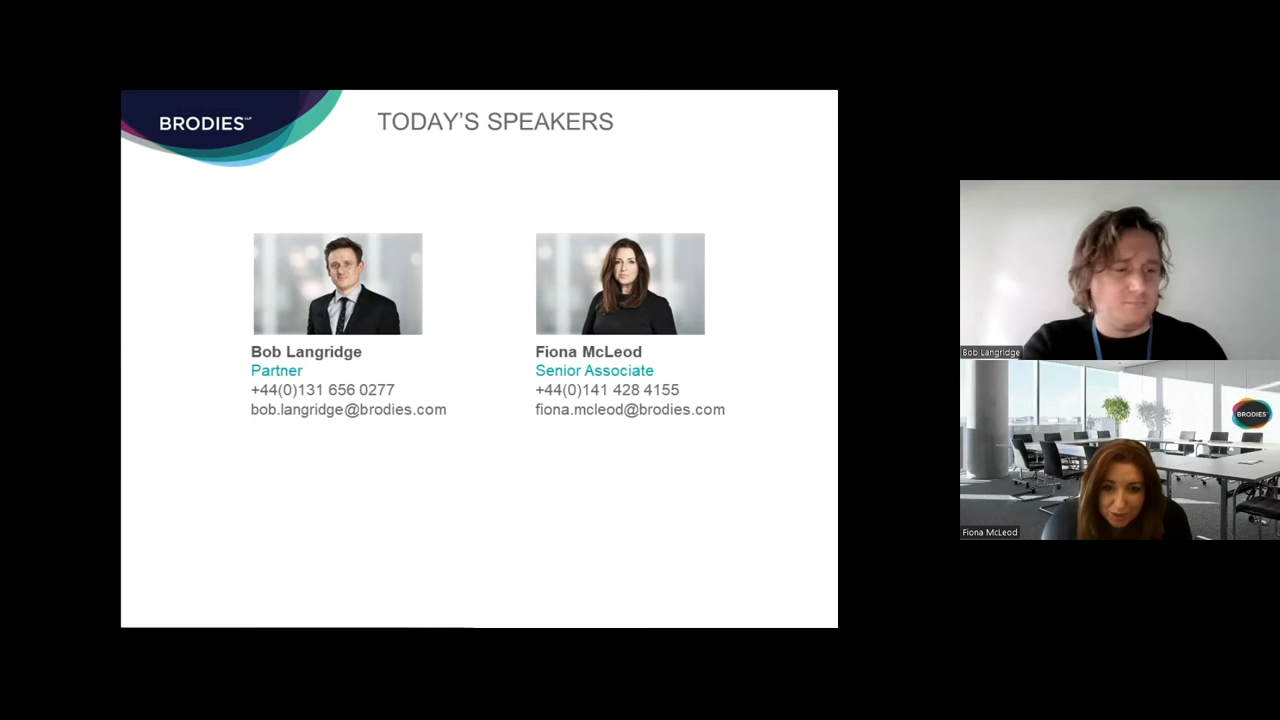 BRODIES LLP
TODAY'S SPEAKERS
Bob Langridge
Partner
+44(0)131 656 0277
bob.langridge@brodies.com
Fiona McLeod
Senior Associate
+44(0)141 428 4155
fiona.mcleod@brodies.com
Bob Langridge
BRODIES
Fiona McLeod